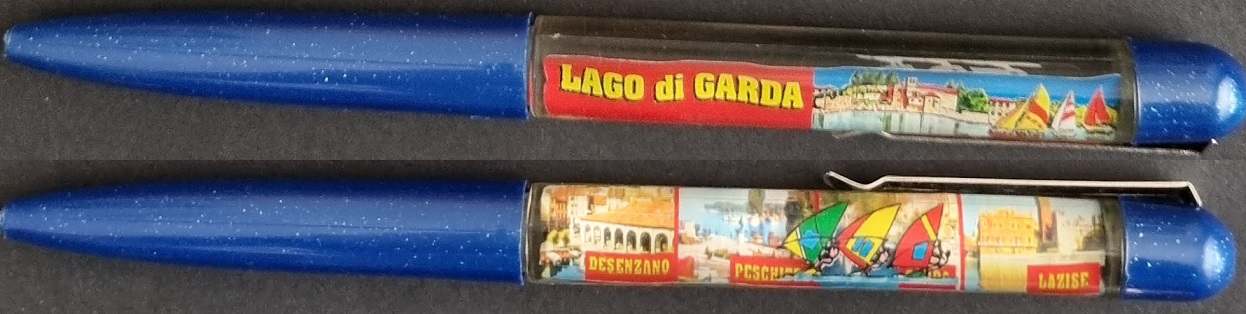 LAGO di GARDA
DESENZANO
LAZISE